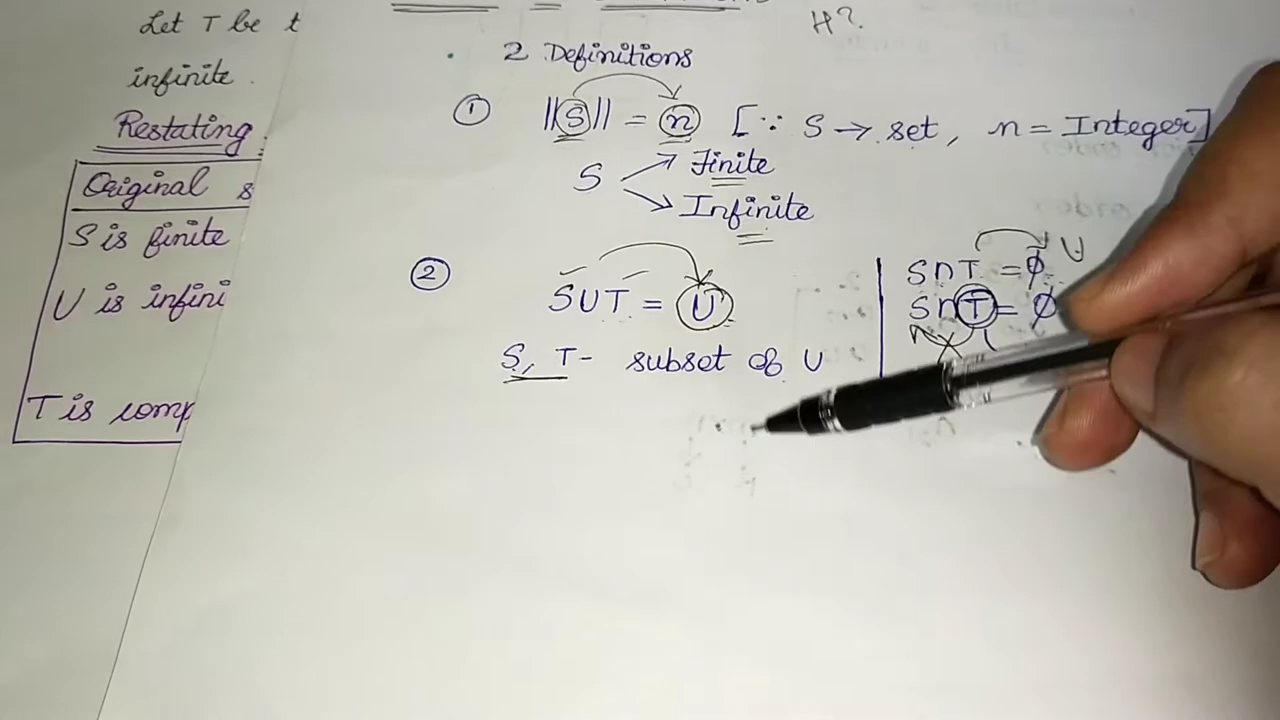 Let T be t
infinite.
Restating
Original s
S is finite
U is infini
T is comp
H?
2 Definitions
① ||S|| = n [∵ S → set, n = Integer]
S → Finite
→ Infinite
② S∪T = U
S, T - subset of U
S∩T = ϕ U
S∩T = ϕ